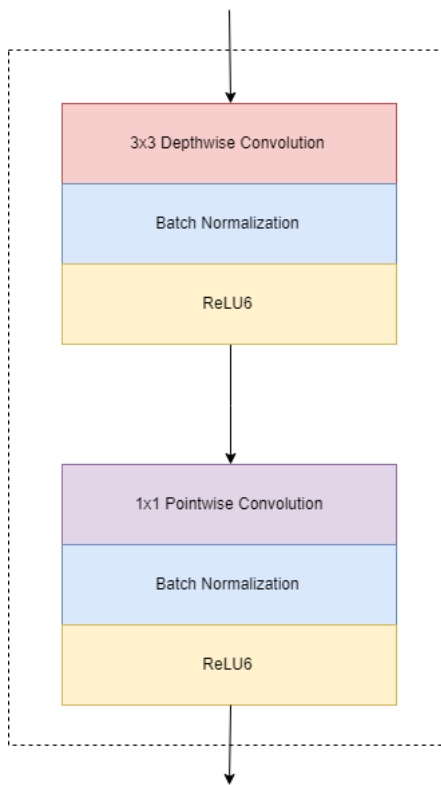 3x3 Depthwise Convolution
Batch Normalization
ReLU6
1x1 Pointwise Convolution
Batch Normalization
ReLU6